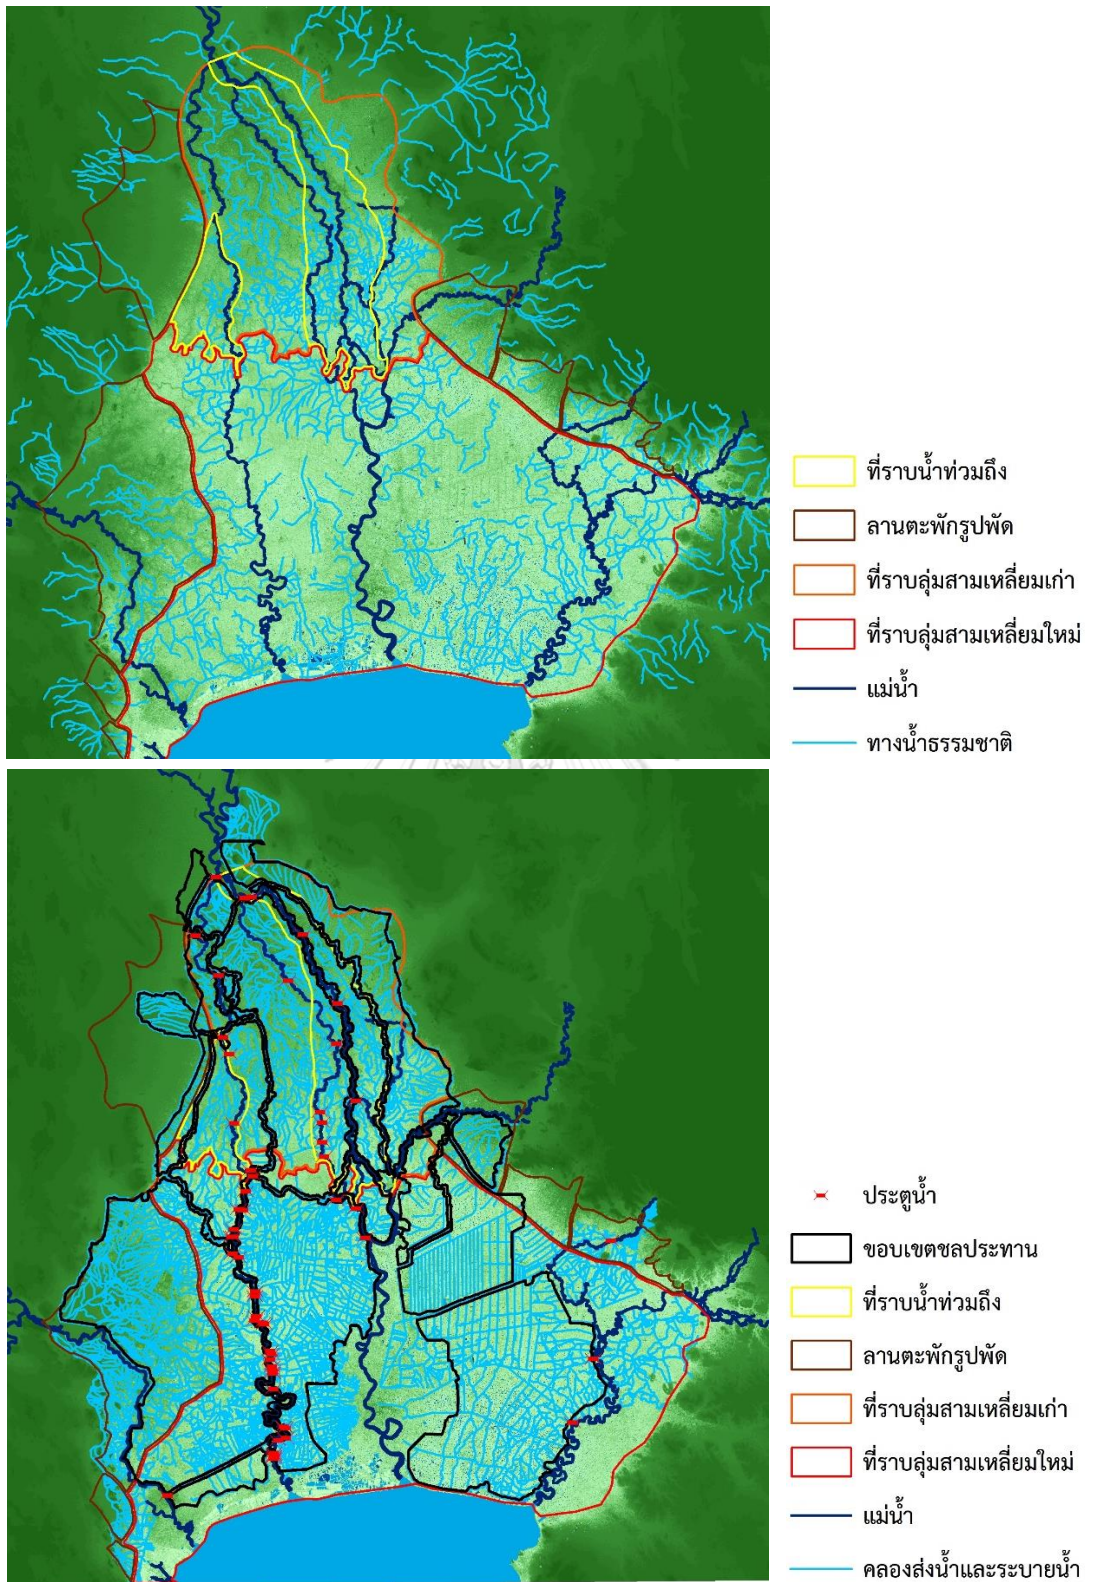 ที่ราบน้ำท่วมถึง
ลานตะพักรูปพัด
ที่ราบลุ่มสามเหลี่ยมเก่า
ที่ราบลุ่มสามเหลี่ยมใหม่
แม่น้ำ
ทางน้ำธรรมชาติ
ประตูน้ำ
ขอบเขตชลประทาน
ที่ราบน้ำท่วมถึง
ลานตะพักรูปพัด
ที่ราบลุ่มสามเหลี่ยมเก่า
ที่ราบลุ่มสามเหลี่ยมใหม่
แม่น้ำ
คลองส่งน้ำและระบายน้ำ